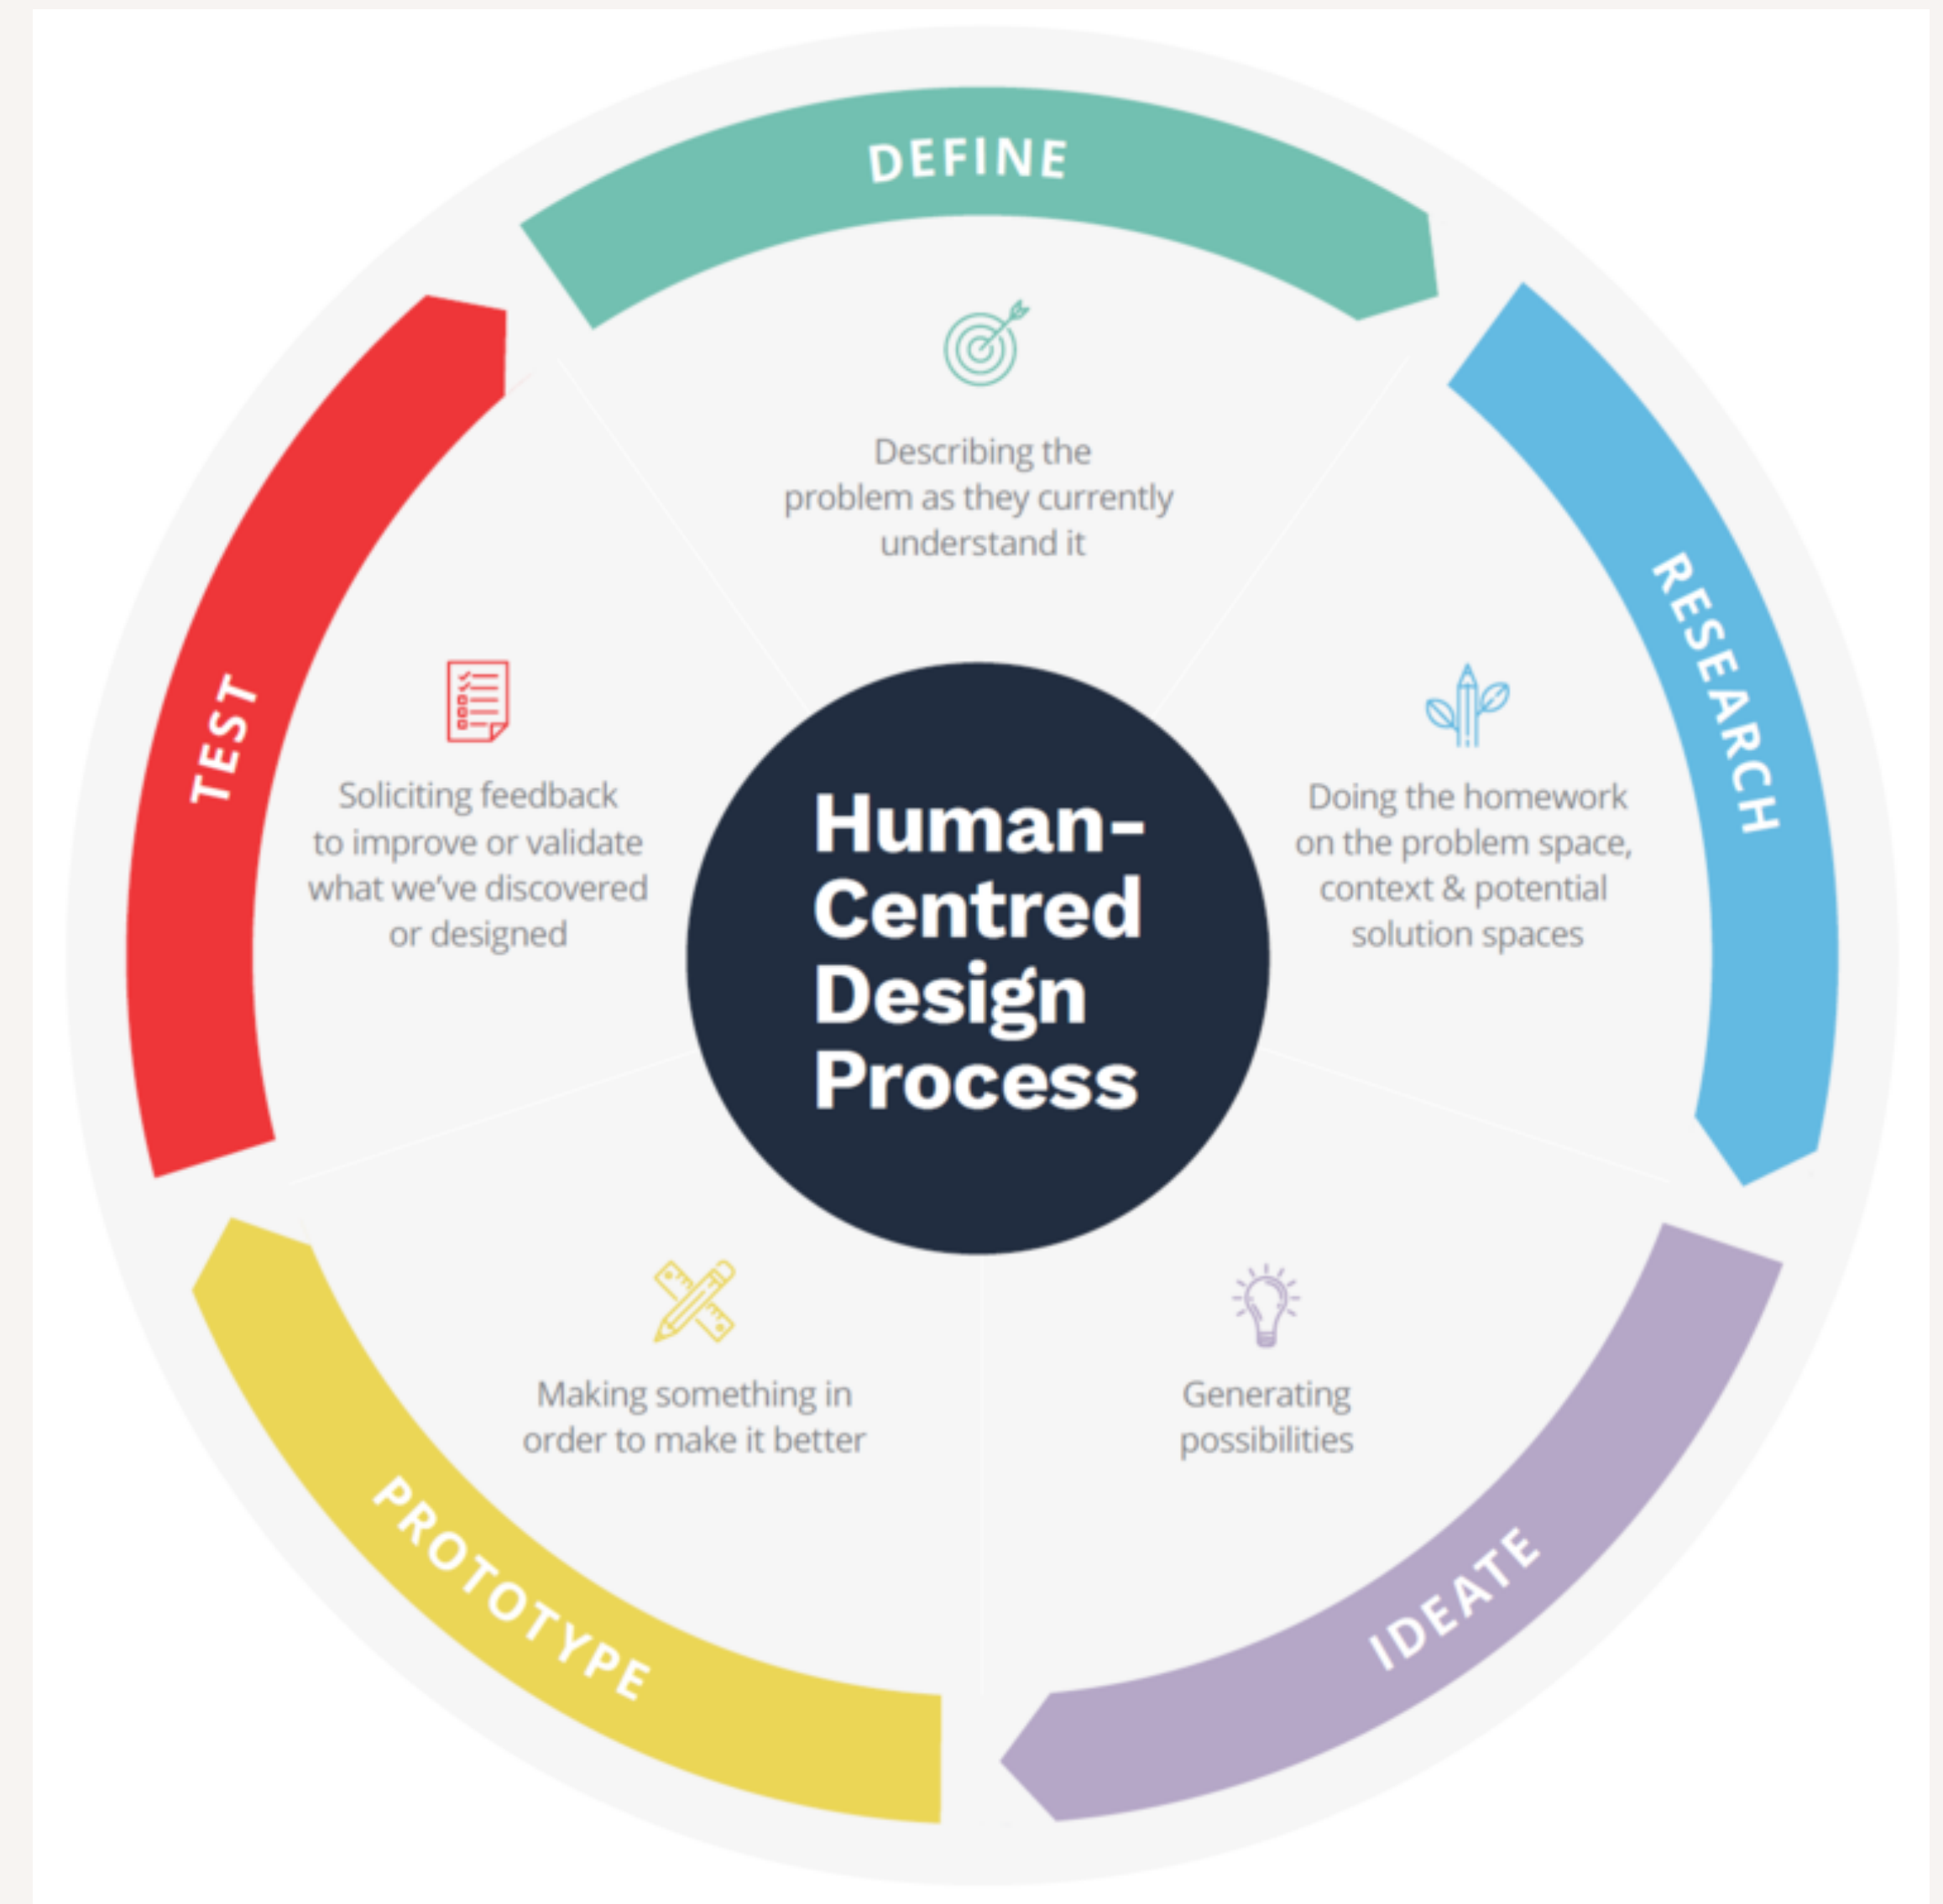 DEFINE
Describing the
problem as they currently
understand it
RESEARCH
Doing the homework
on the problem space,
context & potential
solution spaces
IDEATE
Generating
possibilities
PROTOTYPE
Making something in
order to make it better
TEST
Soliciting feedback
to improve or validate
what we’ve discovered
or designed
Human-
Centred
Design
Process